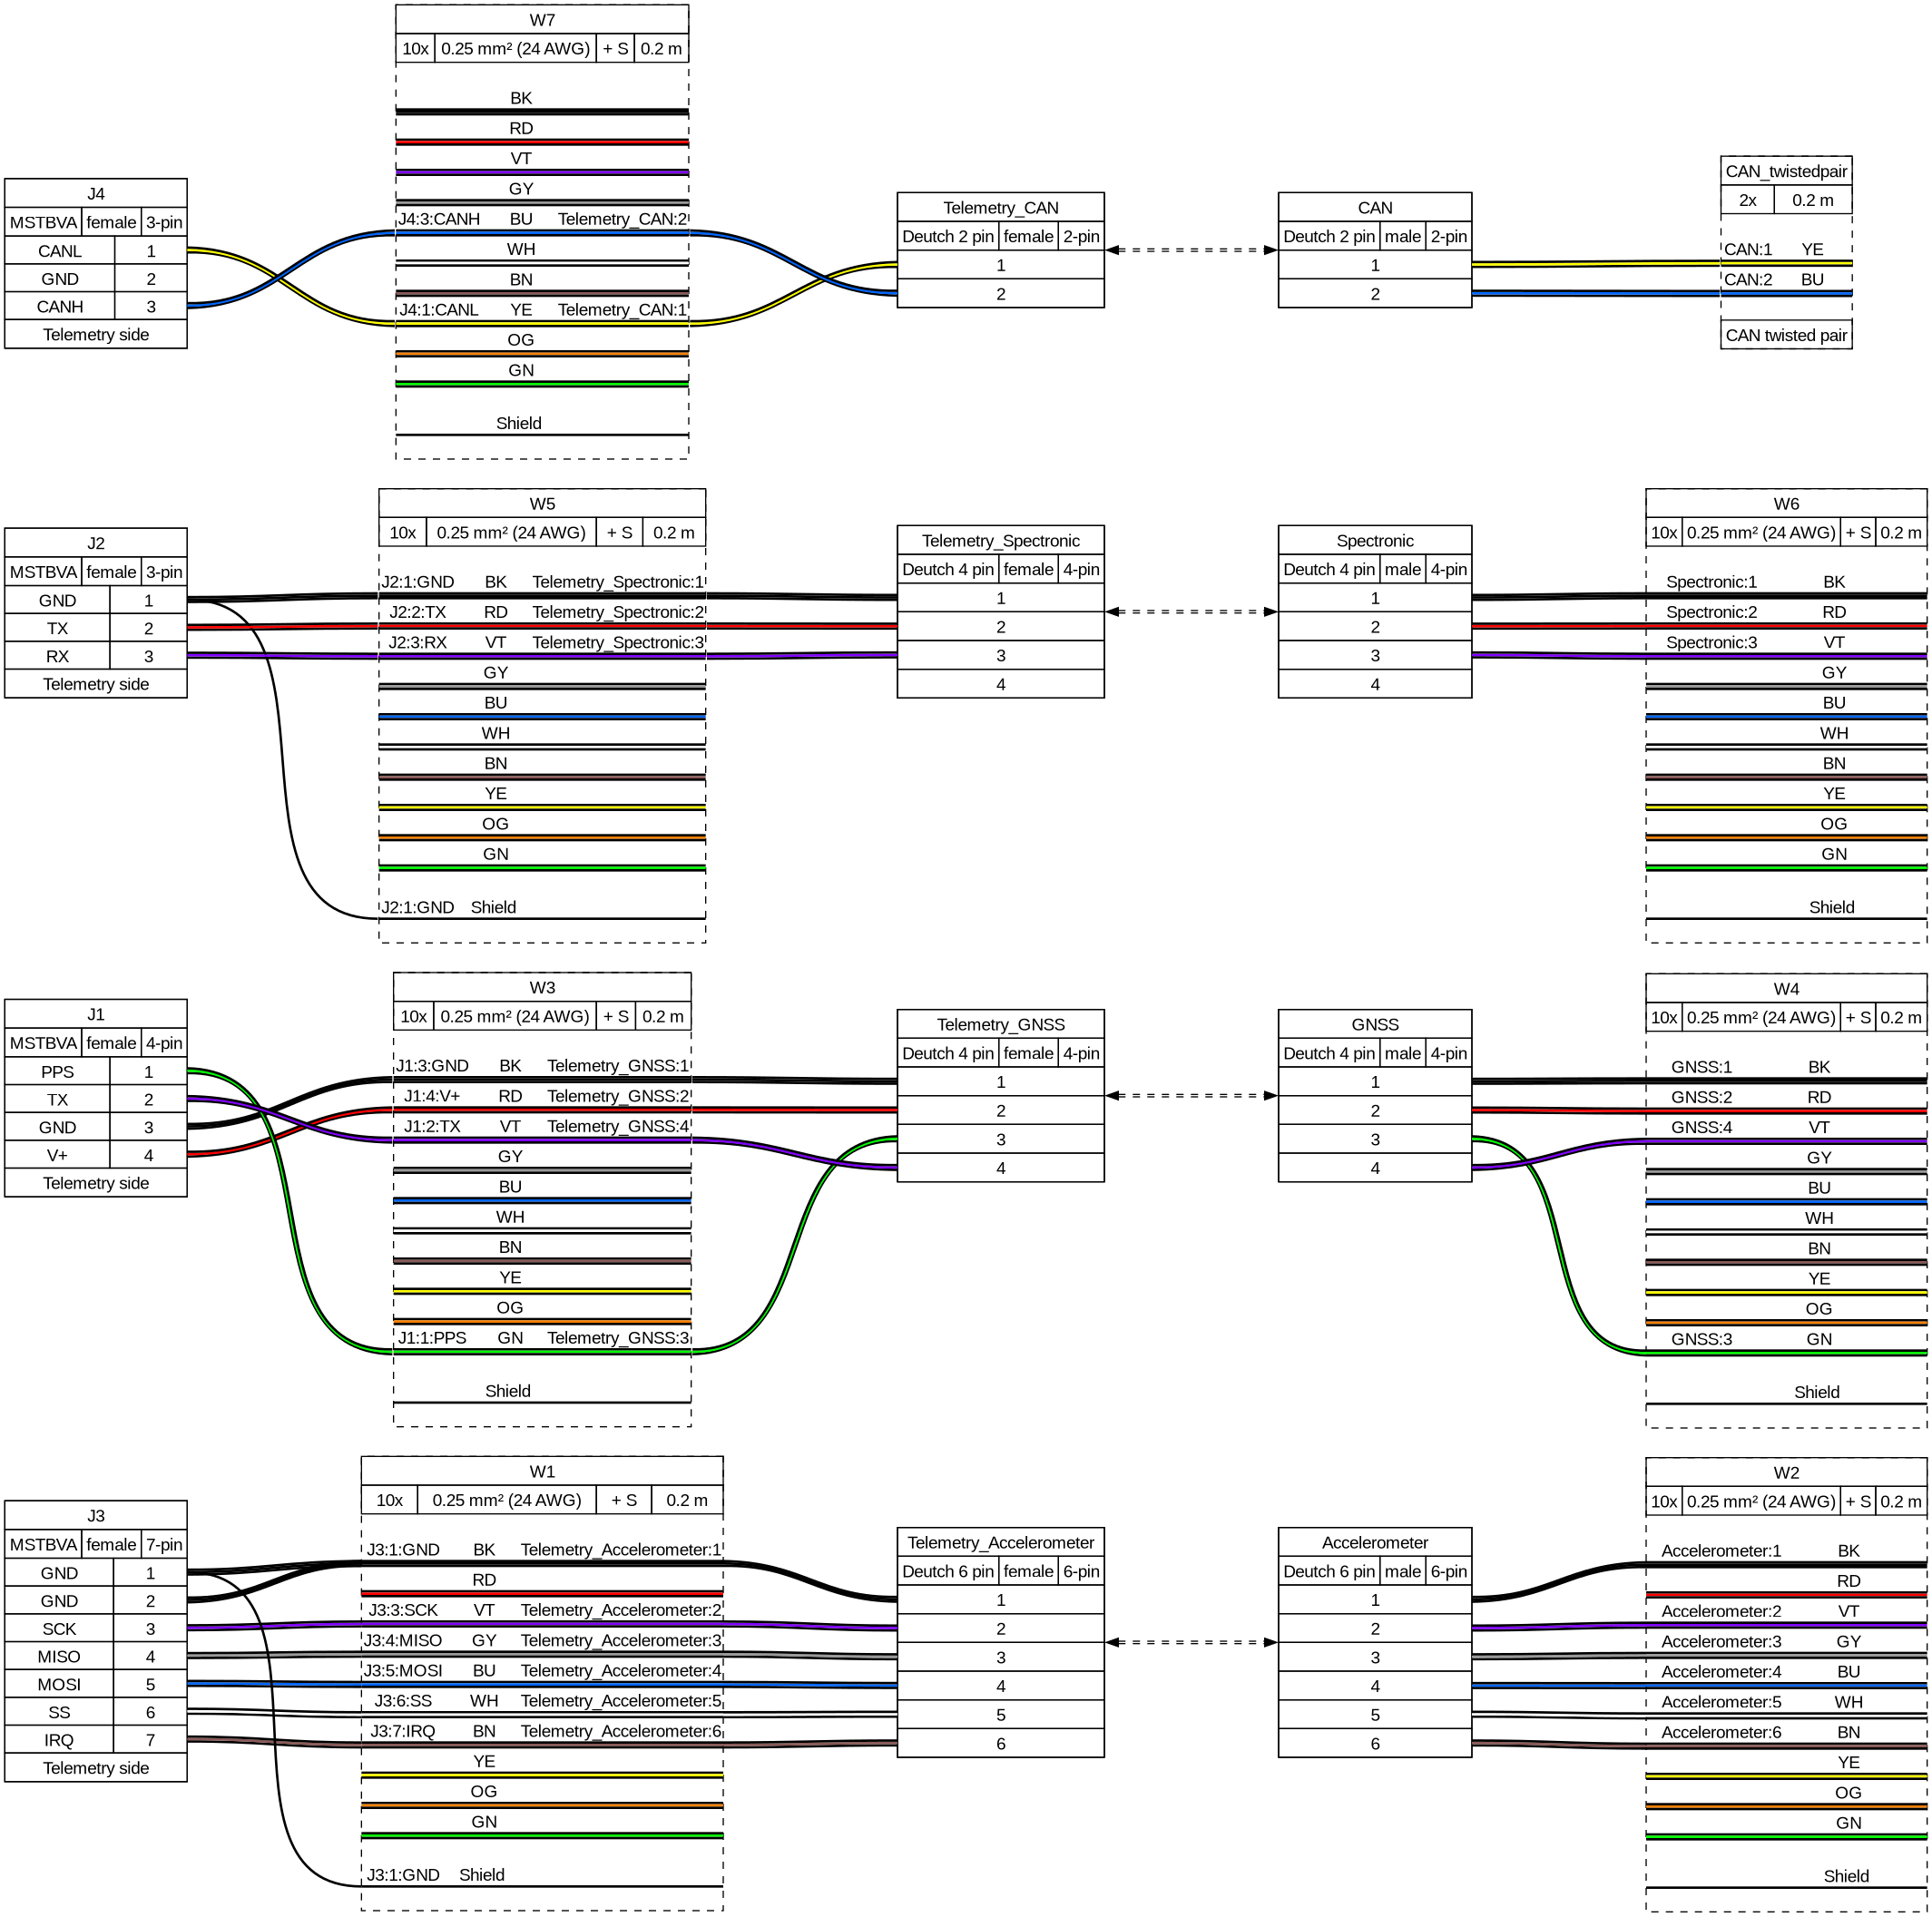 W7
10x 0.25 mm² (24 AWG) + S 0.2 m
BK
RD
VT
GY
J4:3:CANH BU Telemetry_CAN:2
WH
BN
J4:1:CANL YE Telemetry_CAN:1
OG
GN
Shield
J4
MSTBVA female 3-pin
CANL 1
GND 2
CANH 3
Telemetry side
Telemetry_CAN
Deutch 2 pin female 2-pin
1
2
CAN
Deutch 2 pin male 2-pin
1
2
CAN_twistedpair
2x 0.2 m
CAN:1 YE
CAN:2 BU
CAN twisted pair
J2
MSTBVA female 3-pin
GND 1
TX 2
RX 3
Telemetry side
W5
10x 0.25 mm² (24 AWG) + S 0.2 m
J2:1:GND BK Telemetry_Spectronic:1
J2:2:TX RD Telemetry_Spectronic:2
J2:3:RX VT Telemetry_Spectronic:3
GY
BU
WH
BN
YE
OG
GN
J2:1:GND Shield
Telemetry_Spectronic
Deutch 4 pin female 4-pin
1
2
3
4
Spectronic
Deutch 4 pin male 4-pin
1
2
3
4
W6
10x 0.25 mm² (24 AWG) + S 0.2 m
Spectronic:1 BK
Spectronic:2 RD
Spectronic:3 VT
GY
BU
WH
BN
YE
OG
GN
Shield
J1
MSTBVA female 4-pin
PPS 1
TX 2
GND 3
V+ 4
Telemetry side
W3
10x 0.25 mm² (24 AWG) + S 0.2 m
J1:3:GND BK Telemetry_GNSS:1
J1:4:V+ RD Telemetry_GNSS:2
J1:2:TX VT Telemetry_GNSS:4
GY
BU
WH
BN
YE
OG
J1:1:PPS GN Telemetry_GNSS:3
Shield
Telemetry_GNSS
Deutch 4 pin female 4-pin
1
2
3
4
GNSS
Deutch 4 pin male 4-pin
1
2
3
4
W4
10x 0.25 mm² (24 AWG) + S 0.2 m
GNSS:1 BK
GNSS:2 RD
GNSS:4 VT
GY
BU
WH
BN
YE
OG
GNSS:3 GN
Shield
J3
MSTBVA female 7-pin
GND 1
GND 2
SCK 3
MISO 4
MOSI 5
SS 6
IRQ 7
Telemetry side
W1
10x 0.25 mm² (24 AWG) + S 0.2 m
J3:1:GND BK Telemetry_Accelerometer:1
RD
J3:3:SCK VT Telemetry_Accelerometer:2
J3:4:MISO GY Telemetry_Accelerometer:3
J3:5:MOSI BU Telemetry_Accelerometer:4
J3:6:SS WH Telemetry_Accelerometer:5
J3:7:IRQ BN Telemetry_Accelerometer:6
YE
OG
GN
J3:1:GND Shield
Telemetry_Accelerometer
Deutch 6 pin female 6-pin
1
2
3
4
5
6
Accelerometer
Deutch 6 pin male 6-pin
1
2
3
4
5
6
W2
10x 0.25 mm² (24 AWG) + S 0.2 m
Accelerometer:1 BK
RD
Accelerometer:2 VT
Accelerometer:3 GY
Accelerometer:4 BU
Accelerometer:5 WH
Accelerometer:6 BN
YE
OG
GN
Shield